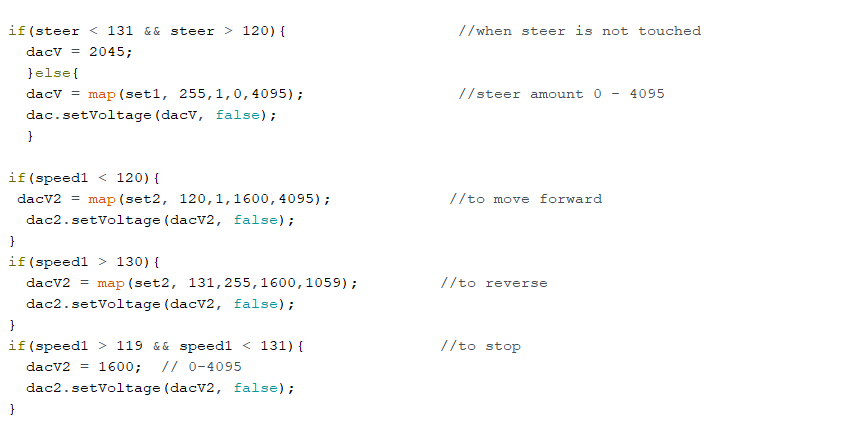 if(steer < 131 && steer > 120){ //when steer is not touched
dacV = 2045;
}else{
dacV = map(set1, 255,1,0,4095); //steer amount 0 - 4095
dac.setVoltage(dacV, false);
}
if(speed1 < 120){
dacV2 = map(set2, 120,1,1600,4095); //to move forward
dac2.setVoltage(dacV2, false);
}
if(speed1 > 130){
dacV2 = map(set2, 131,255,1600,1059); //to reverse
dac2.setVoltage(dacV2, false);
}
if(speed1 > 119 && speed1 < 131){ //to stop
dacV2 = 1600; // 0-4095
dac2.setVoltage(dacV2, false);
}